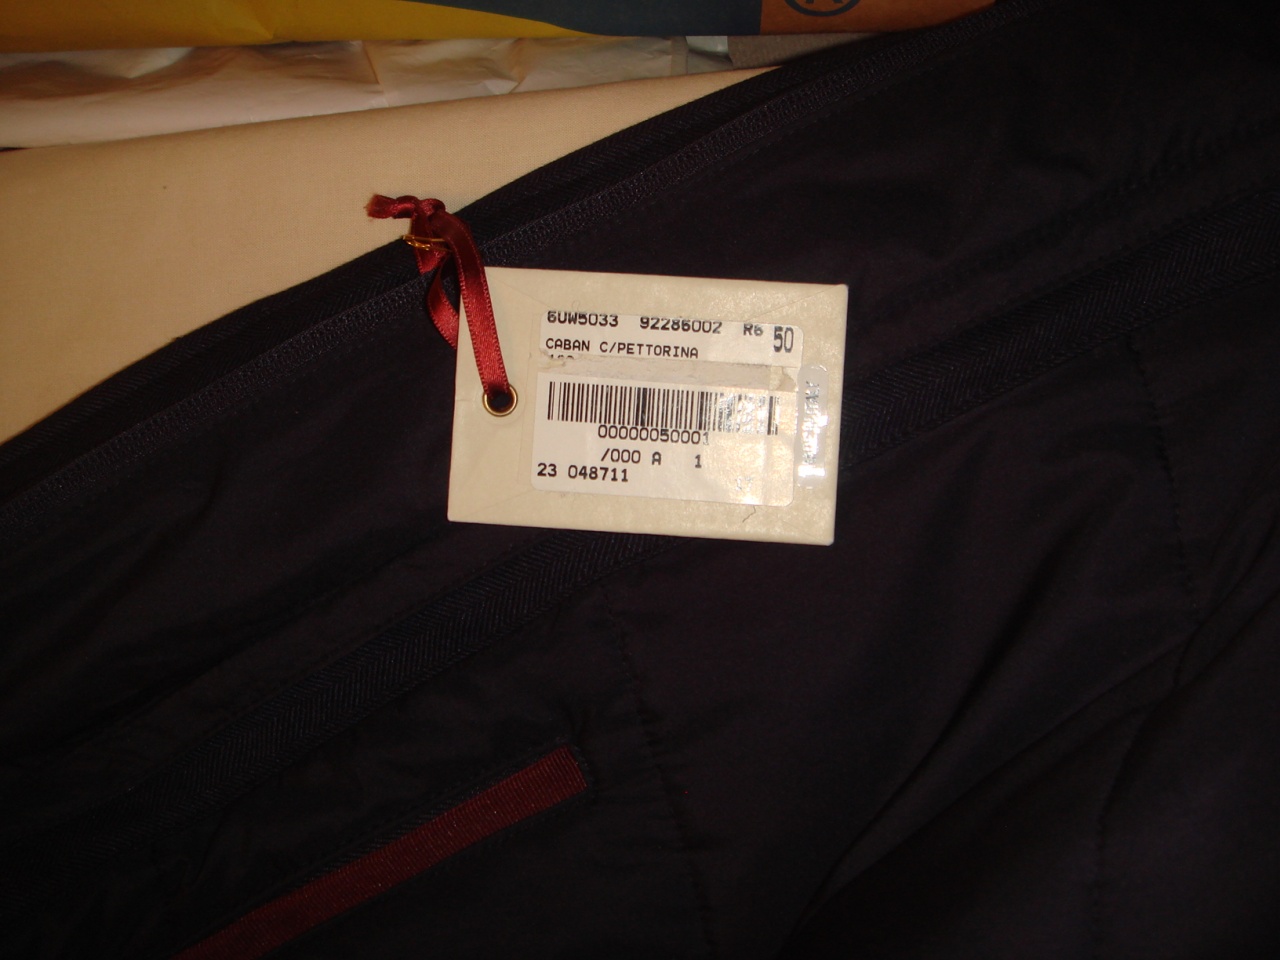 6UW5033 92286002 R6 50
CABAN C/PETTORINA
00000050001
/000 A 1
23 048711